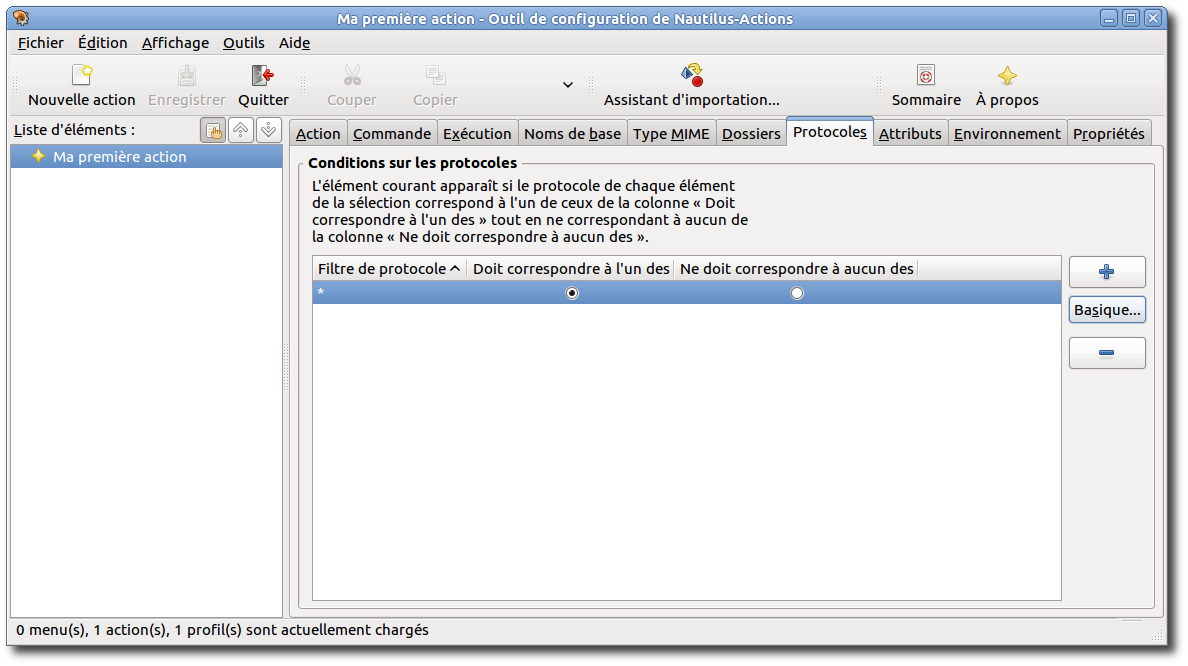 Ma première action - Outil de configuration de Nautilus-Actions
Fichier Édition Affichage Outils Aide
Nouvelle action Enregistrer Quitter Couper Copier Assistant d'importation... Sommaire À propos
Liste d'éléments :
Ma première action
Action Commande Exécution Noms de base Type MIME Dossiers Protocoles Attributs Environnement Propriétés
Conditions sur les protocoles
L'élément courant apparaît si le protocole de chaque élément
de la sélection correspond à l'un de ceux de la colonne « Doit
correspondre à l'un des » tout en ne correspondant à aucun de
la colonne « Ne doit correspondre à aucun des ».
Filtre de protocole Doit correspondre à l'un des Ne doit correspondre à aucun des
*
Basique...
0 menu(s), 1 action(s), 1 profil(s) sont actuellement chargés